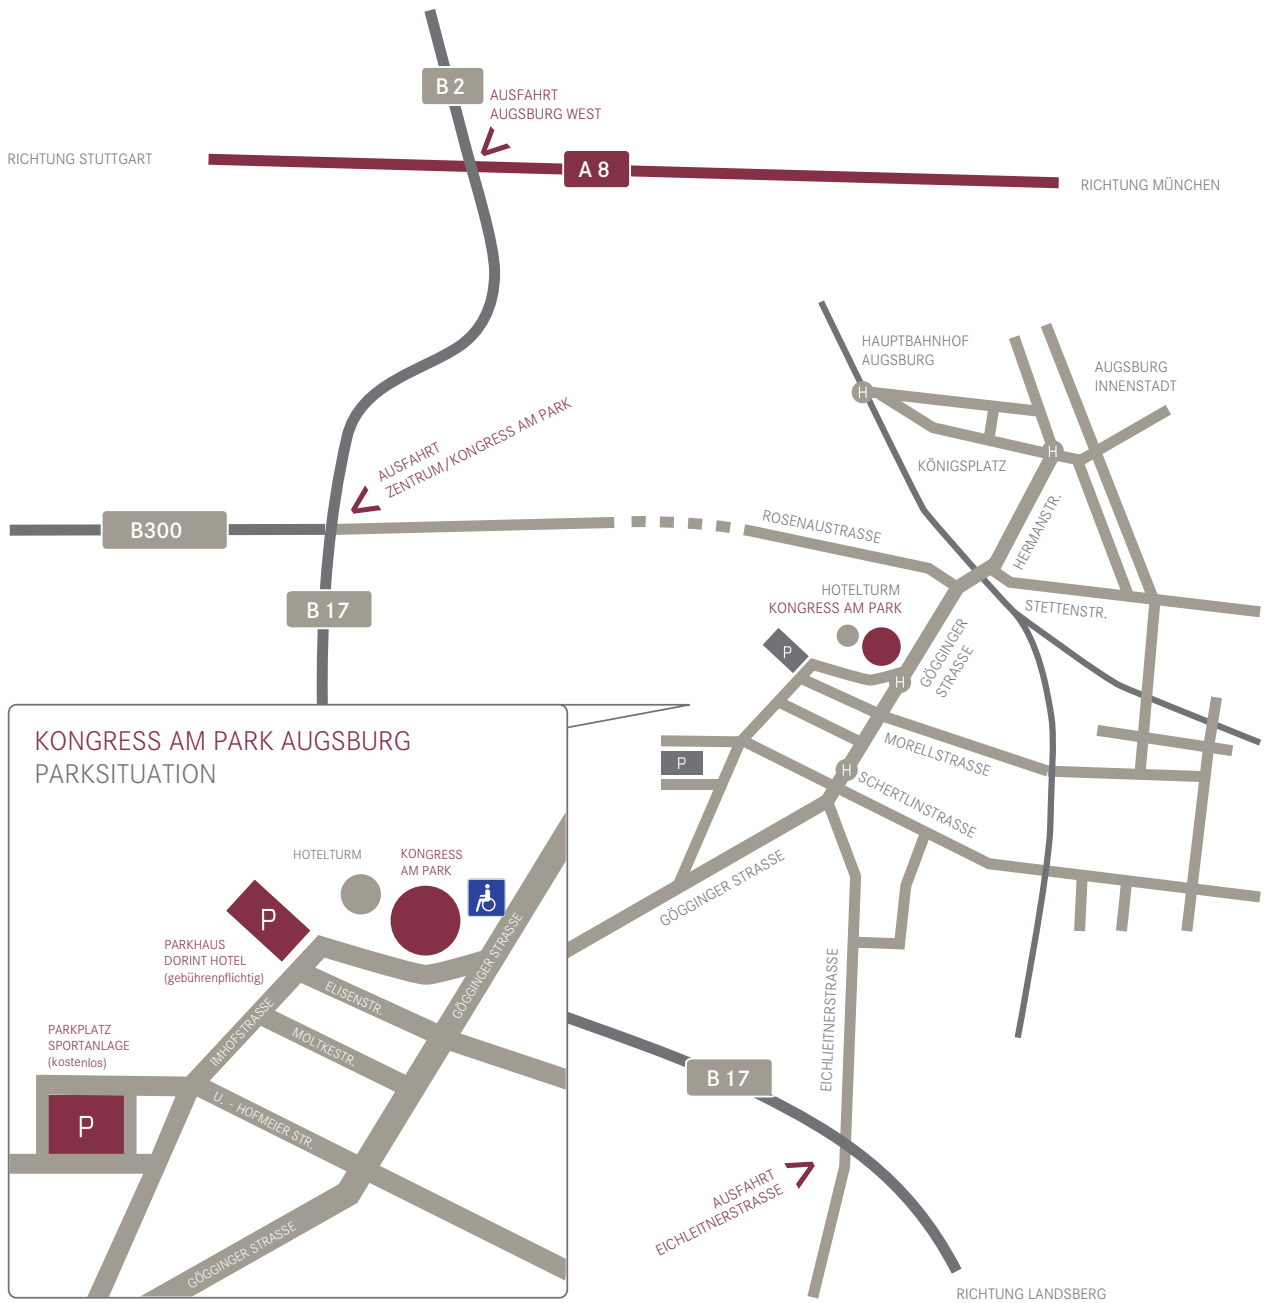 B 2
AUSFAHRT
AUGSBURG WEST
RICHTUNG STUTTGART
A 8
RICHTUNG MÜNCHEN
HAUPTBAHNHOF
AUGSBURG
AUGSBURG
INNENSTADT
H
H
KÖNIGSPLATZ
AUSFAHRT
ZENTRUM/KONGRESS AM PARK
B300
ROSENAUSTRASSE
HERMANSTR.
B 17
HOTELTURM
KONGRESS AM PARK
STETTENSTR.
P
H
GÖGGINGER
STRASSE
MORELLSTRASSE
P
H
SCHERTLINSTRASSE
GÖGGINGER STRASSE
EICHLIEITNERSTRASSE
B 17
AUSFAHRT
EICHLEITNERSTRASSE
RICHTUNG LANDSBERG
KONGRESS AM PARK AUGSBURG
PARKSITUATION
HOTELTURM
KONGRESS
AM PARK
P
PARKHAUS
DORINT HOTEL
(gebührenpflichtig)
GÖGGINGER STRASSE
ELISENSTR.
IMHOFSTRASSE
MOLTKESTR.
PARKPLATZ
SPORTANLAGE
(kostenlos)
P
U. - HOFMEIER STR.
GÖGGINGER STRASSE